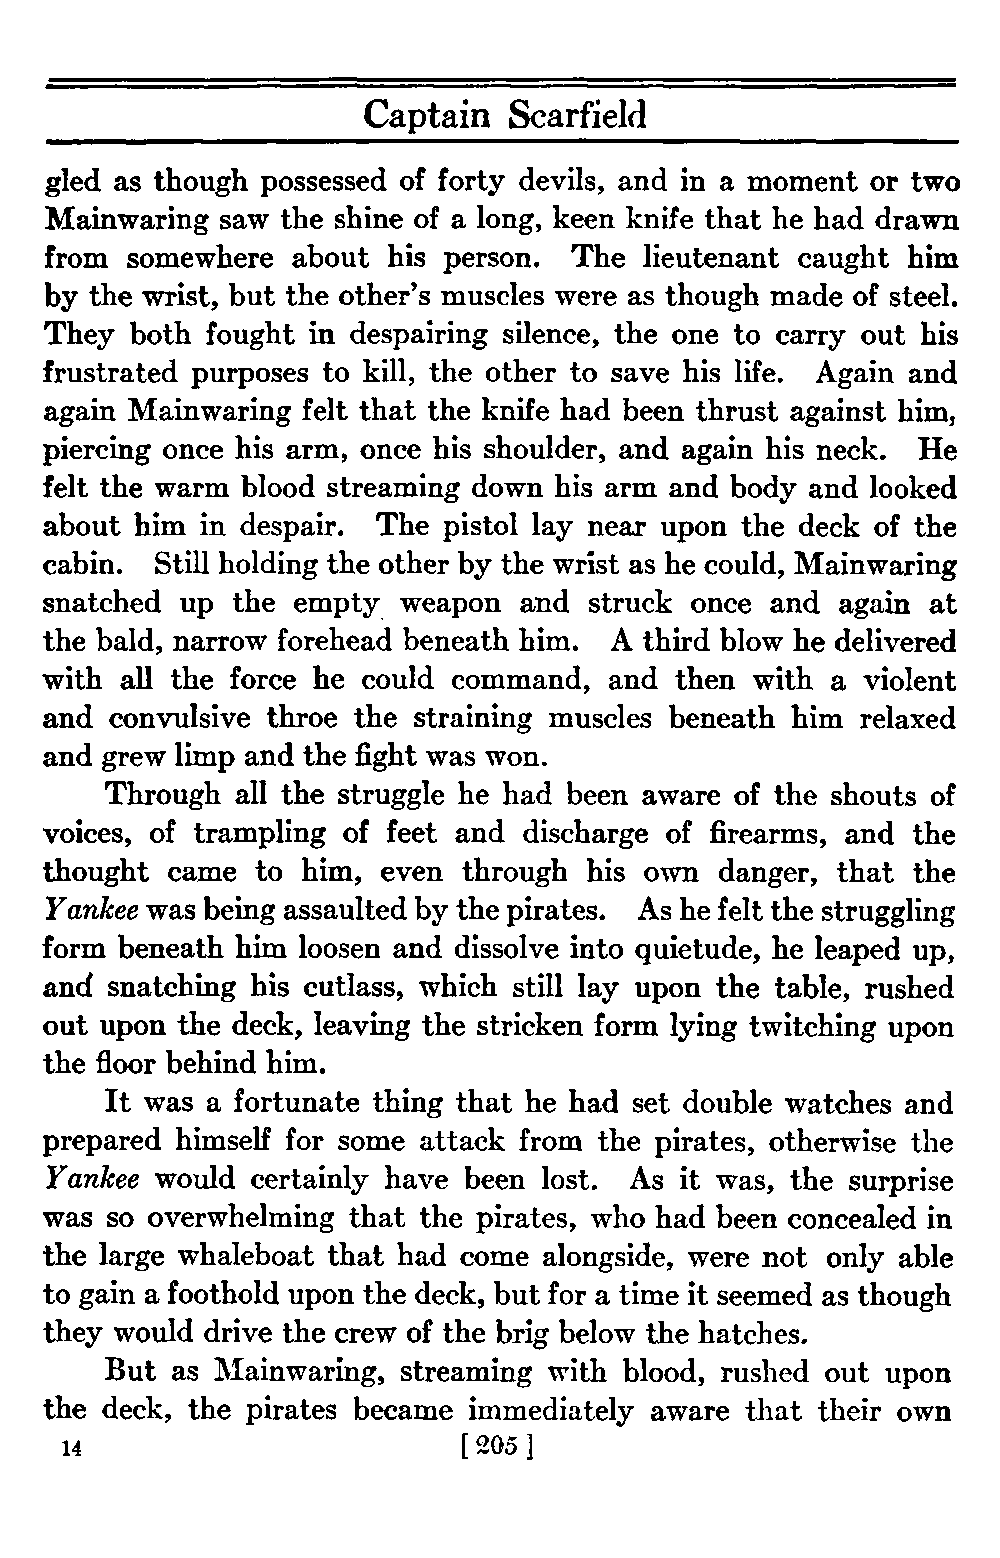 Captain Scarfield
gled as though possessed of forty devils, and in a moment or two
Mainwaring saw the shine of a long, keen knife that he had drawn
from somewhere about his person. The lieutenant caught him
by the wrist, but the other's muscles were as though made of steel.
They both fought in despairing silence, the one to carry out his
frustrated purposes to kill, the other to save his life. Again and
again Mainwaring felt that the knife had been thrust against him,
piercing once his arm, once his shoulder, and again his neck. He
felt the warm blood streaming down his arm and body and looked
about him in despair. The pistol lay near upon the deck of the
cabin. Still holding the other by the wrist as he could, Mainwaring
snatched up the empty weapon and struck once and again at
the bald, narrow forehead beneath him. A third blow he delivered
with all the force he could command, and then with a violent
and convulsive throe the straining muscles beneath him relaxed
and grew limp and the fight was won.
Through all the struggle he had been aware of the shouts of
voices, of trampling of feet and discharge of firearms, and the
thought came to him, even through his own danger, that the
Yankee was being assaulted by the pirates. As he felt the struggling
form beneath him loosen and dissolve into quietude, he leaped up,
and snatching his cutlass, which still lay upon the table, rushed
out upon the deck, leaving the stricken form lying twitching upon
the floor behind him.
It was a fortunate thing that he had set double watches and
prepared himself for some attack from the pirates, otherwise the
Yankee would certainly have been lost. As it was, the surprise
was so overwhelming that the pirates, who had been concealed in
the large whaleboat that had come alongside, were not only able
to gain a foothold upon the deck, but for a time it seemed as though
they would drive the crew of the brig below the hatches.
But as Mainwaring, streaming with blood, rushed out upon
the deck, the pirates became immediately aware that their own
14 [205]